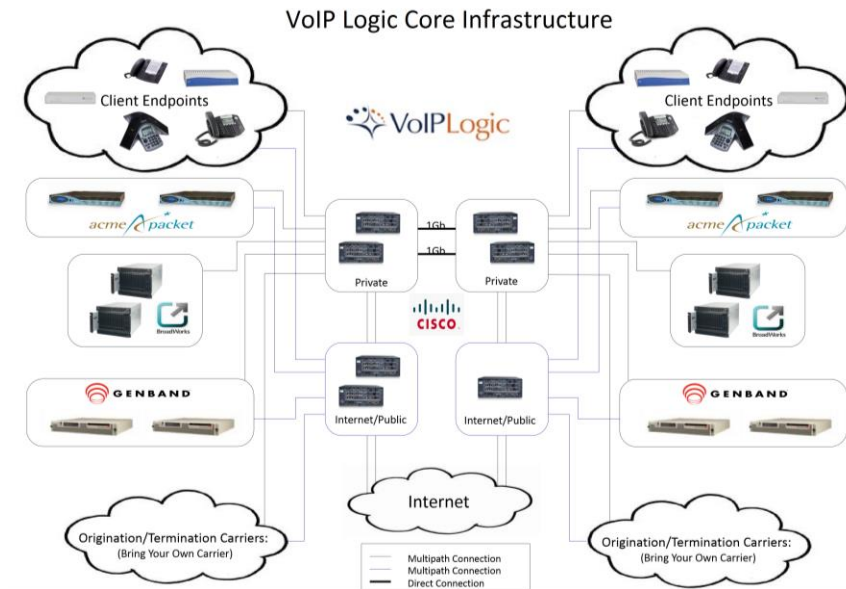 VoIP Logic Core Infrastructure
Client Endpoints
Client Endpoints
VoIPLogic
acme packet
acme packet
1Gb
1Gb
Private
Private
BroadWorks
BroadWorks
CISCO
GENBAND
GENBAND
Internet/Public
Internet/Public
Internet
Origination/Termination Carriers:
(Bring Your Own Carrier)
Origination/Termination Carriers:
(Bring Your Own Carrier)
Multipath Connection
Multipath Connection
Direct Connection